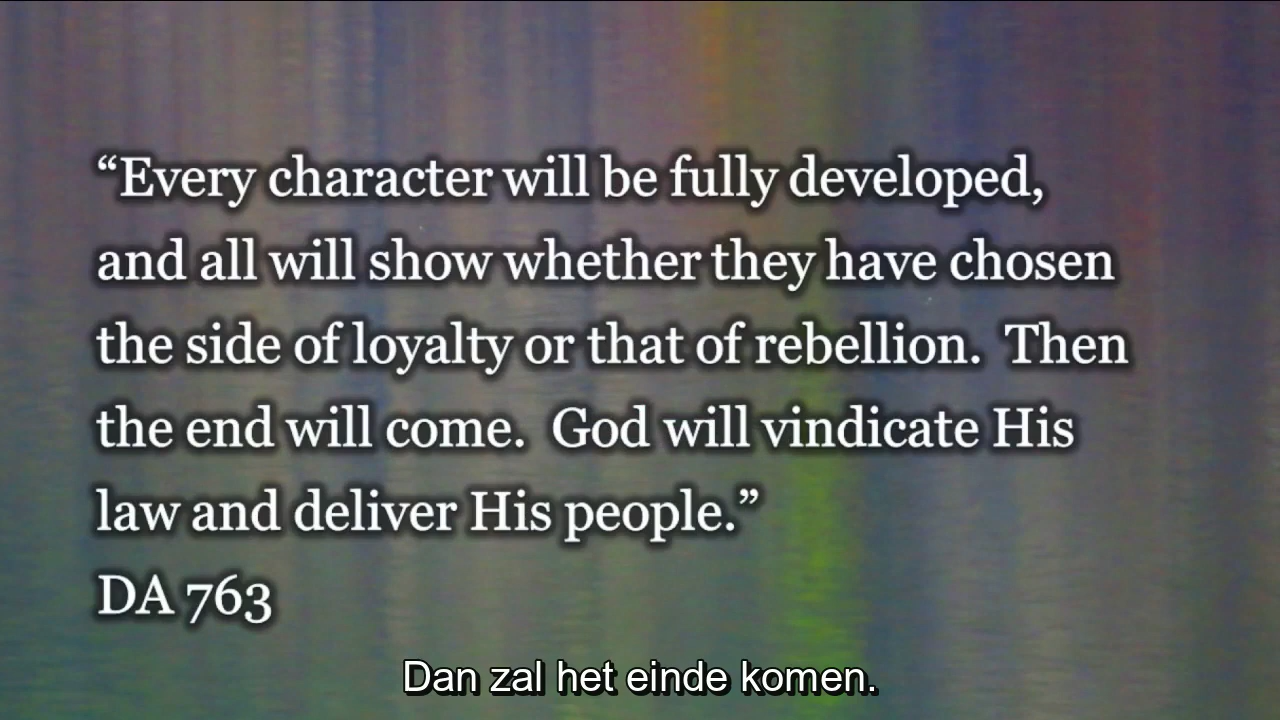 “Every character will be fully developed,
and all will show whether they have chosen
the side of loyalty or that of rebellion.  Then
the end will come.  God will vindicate His
law and deliver His people.”
DA 763
Dan zal het einde komen.